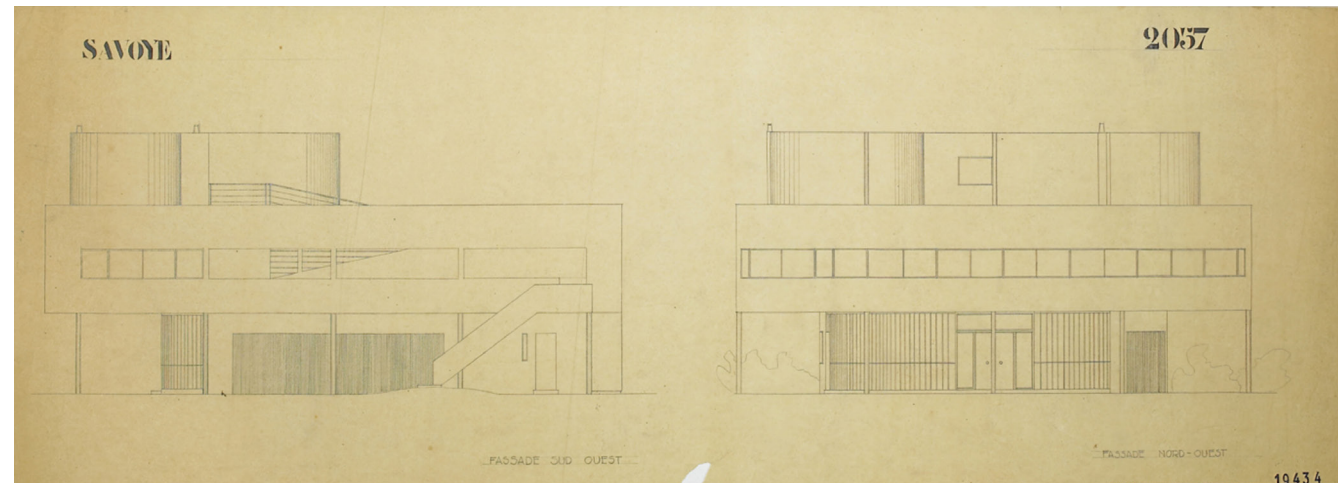 SAVOYE
2057
FASSADE SUD OUEST
FASSADE NORD-OUEST
19434